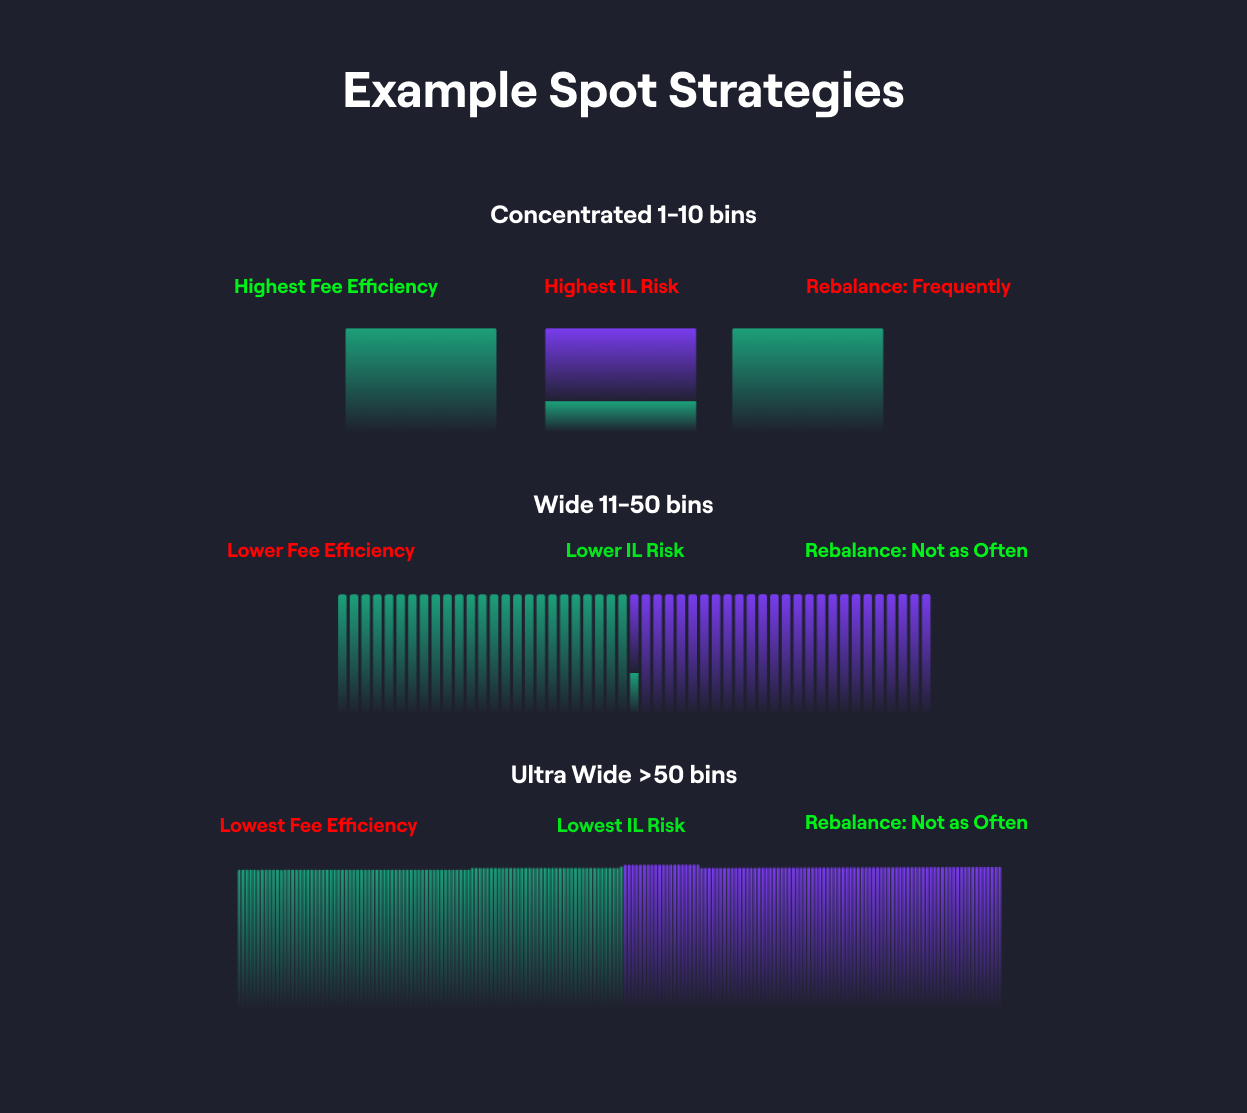 Example Spot Strategies
Concentrated 1-10 bins
Highest Fee Efficiency
Highest IL Risk
Rebalance: Frequently
Wide 11-50 bins
Lower Fee Efficiency
Lower IL Risk
Rebalance: Not as Often
Ultra Wide >50 bins
Lowest Fee Efficiency
Lowest IL Risk
Rebalance: Not as Often